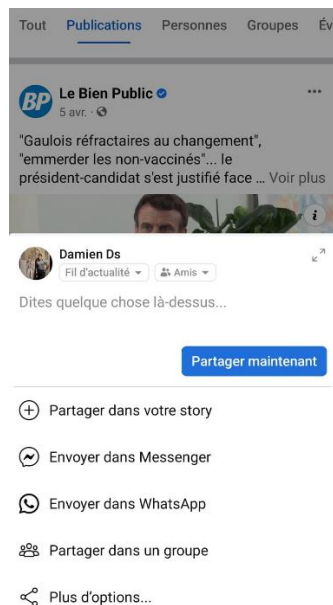 Tout Publications Personnes Groupes Év
BP Le Bien Public
5 avr. ·
"Gaulois réfractaires au changement",
"emmerder les non-vaccinés"... le
président-candidat s'est justifié face ... Voir plus
i
Damien Ds
Fil d'actualité Amis
Dites quelque chose là-dessus...
Partager maintenant
Partager dans votre story
Envoyer dans Messenger
Envoyer dans WhatsApp
Partager dans un groupe
Plus d'options...